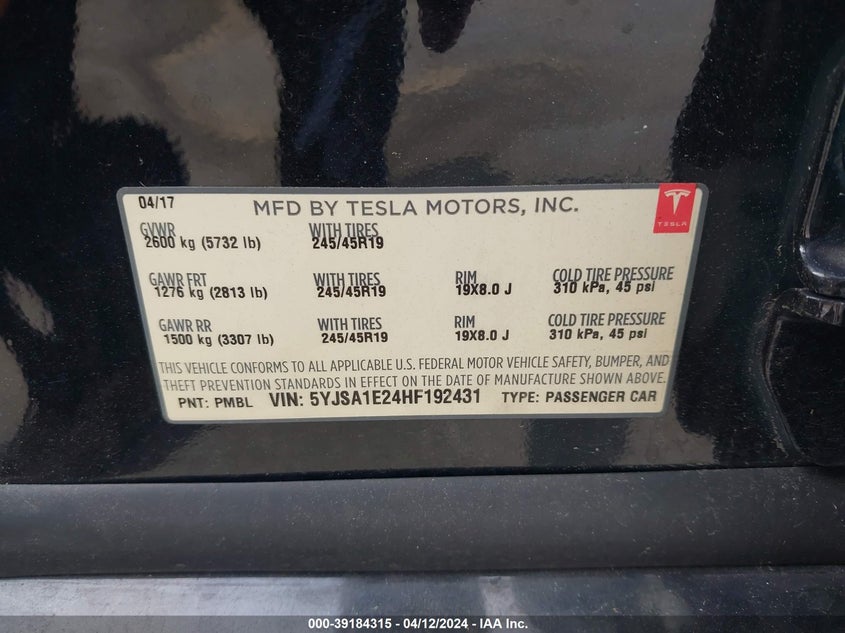 04/17
MFD BY TESLA MOTORS, INC.
TESLA
GVWR WITH TIRES
2600 kg (5732 lb) 245/45R19
GAWR FRT WITH TIRES RIM COLD TIRE PRESSURE
1276 kg (2813 lb) 245/45R19 19X8.0 J 310 kPa, 45 psi
GAWR RR WITH TIRES RIM COLD TIRE PRESSURE
1500 kg (3307 lb) 245/45R19 19X8.0 J 310 kPa, 45 psi
THIS VEHICLE CONFORMS TO ALL APPLICABLE U.S. FEDERAL MOTOR VEHICLE SAFETY, BUMPER, AND
THEFT PREVENTION STANDARDS IN EFFECT ON THE DATE OF MANUFACTURE SHOWN ABOVE.
PNT: PMBL VIN: 5YJSA1E24HF192431 TYPE: PASSENGER CAR
000-39184315 - 04/12/2024 - IAA Inc.